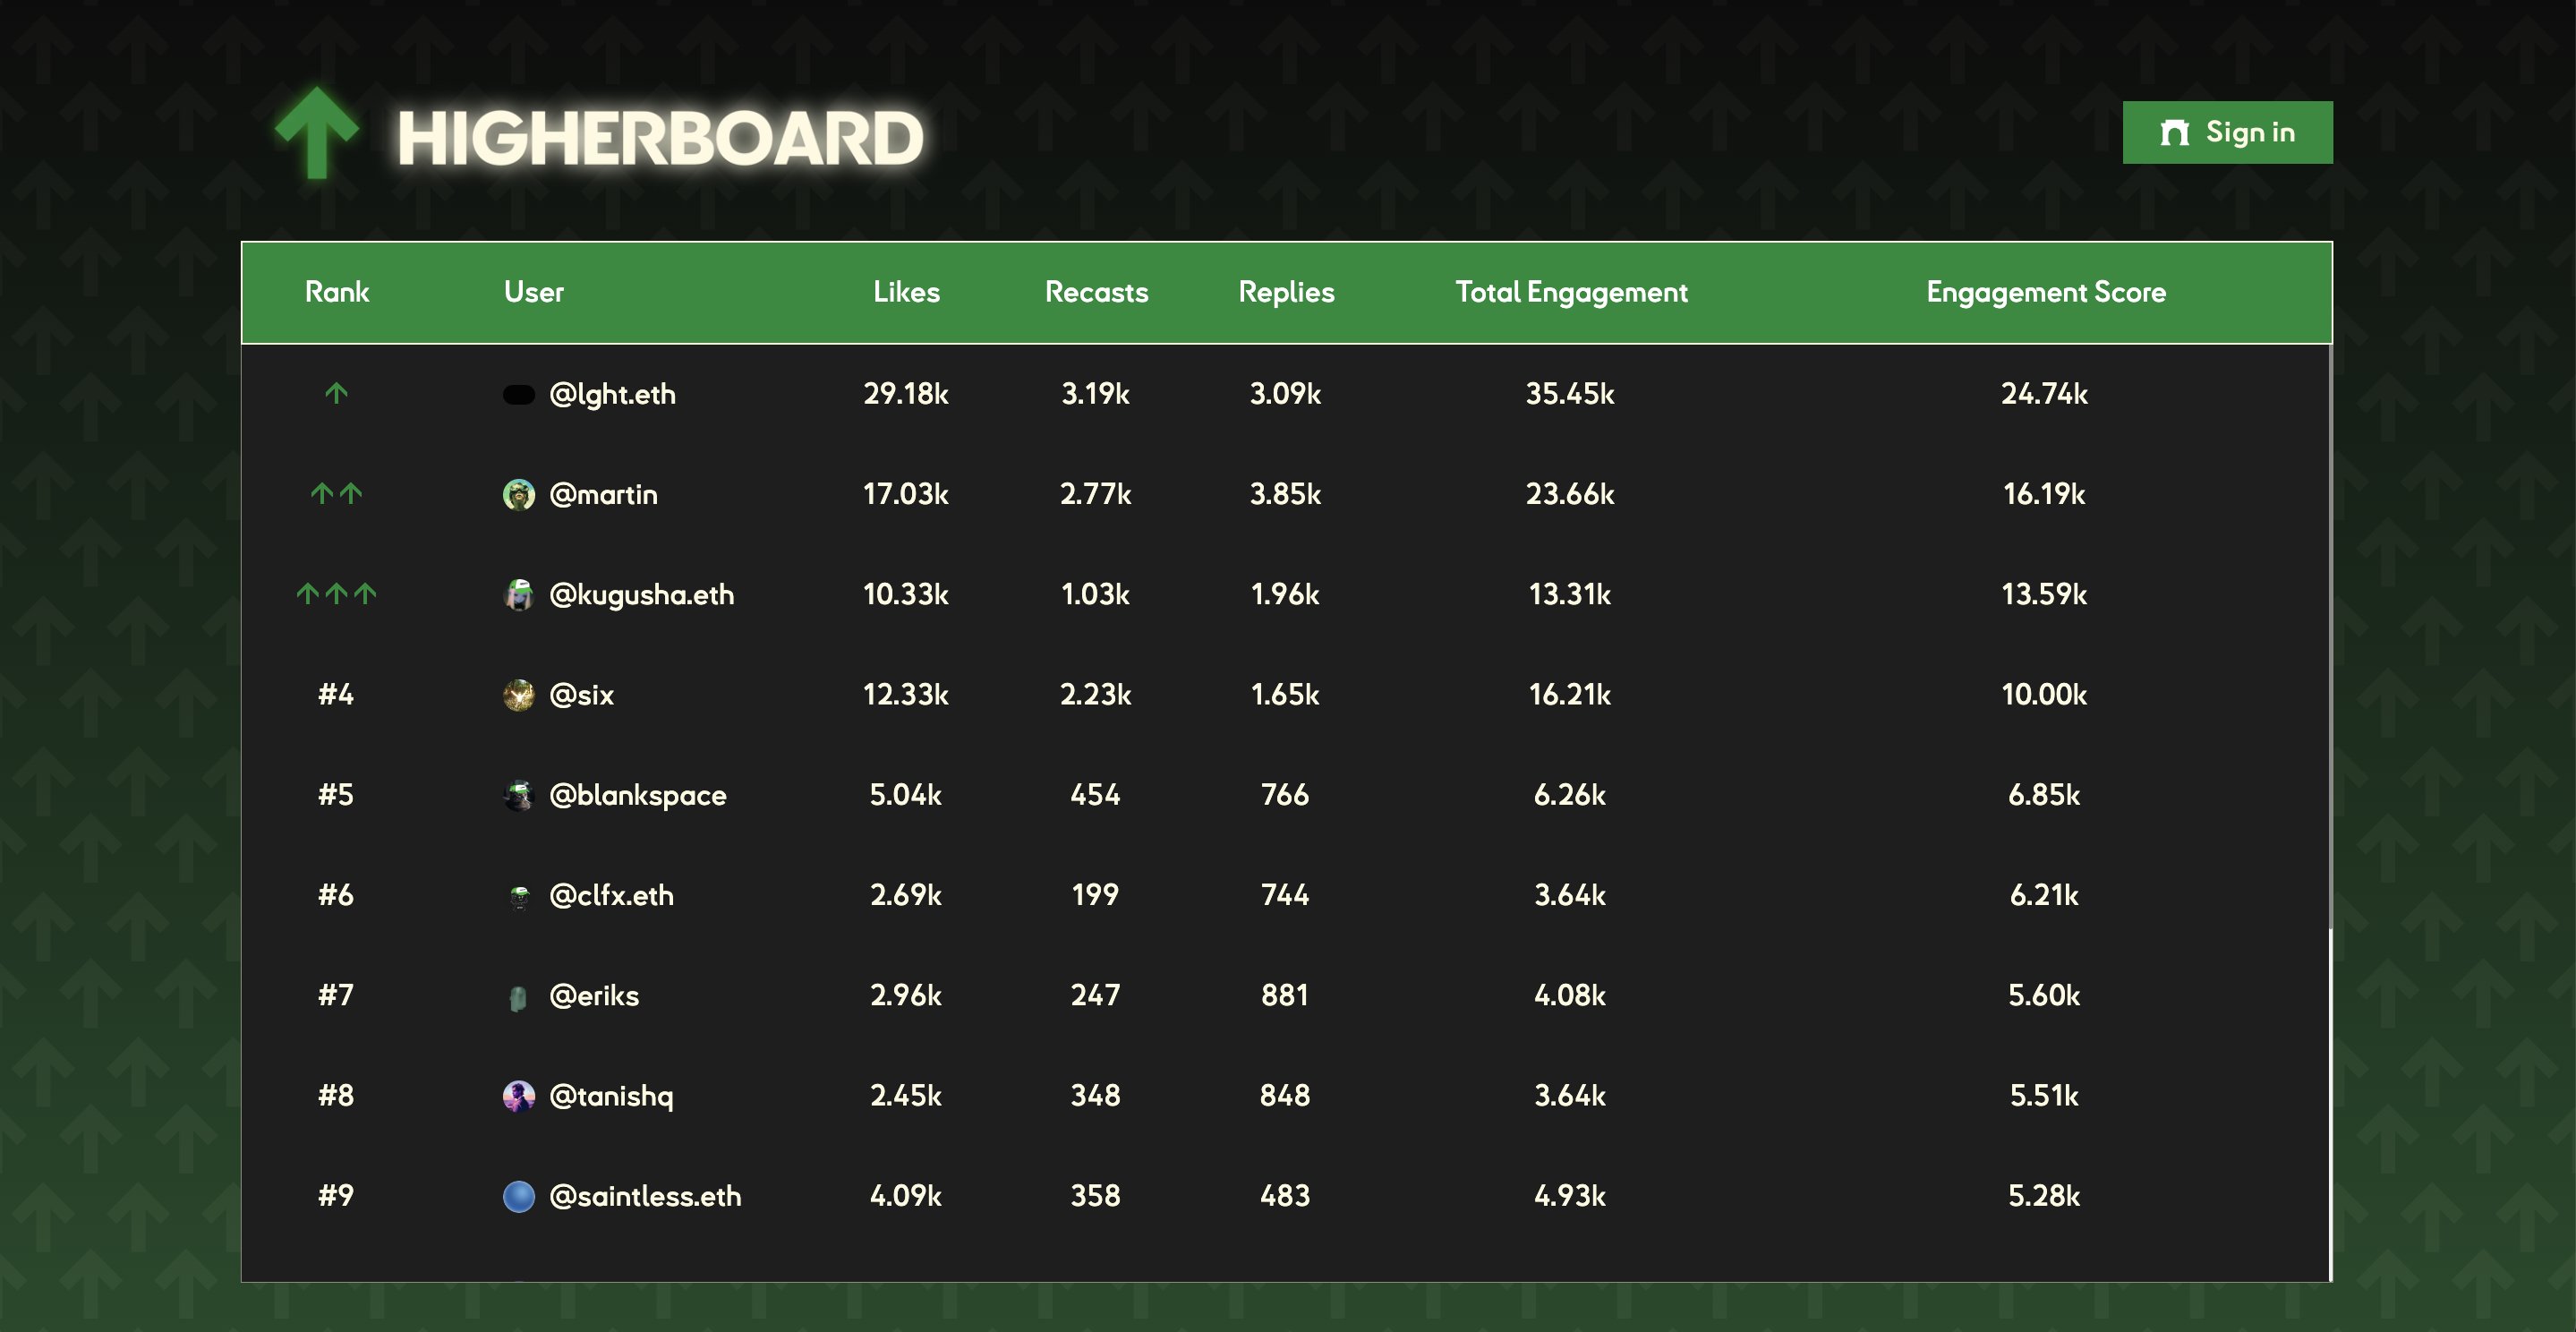 HIGHERBOARD
Sign in
Rank User Likes Recasts Replies Total Engagement Engagement Score
↑ @lght.eth 29.18k 3.19k 3.09k 35.45k 24.74k
↑↑ @martin 17.03k 2.77k 3.85k 23.66k 16.19k
↑↑↑ @kugusha.eth 10.33k 1.03k 1.96k 13.31k 13.59k
#4 @six 12.33k 2.23k 1.65k 16.21k 10.00k
#5 @blankspace 5.04k 454 766 6.26k 6.85k
#6 @clfx.eth 2.69k 199 744 3.64k 6.21k
#7 @eriks 2.96k 247 881 4.08k 5.60k
#8 @tanishq 2.45k 348 848 3.64k 5.51k
#9 @saintless.eth 4.09k 358 483 4.93k 5.28k